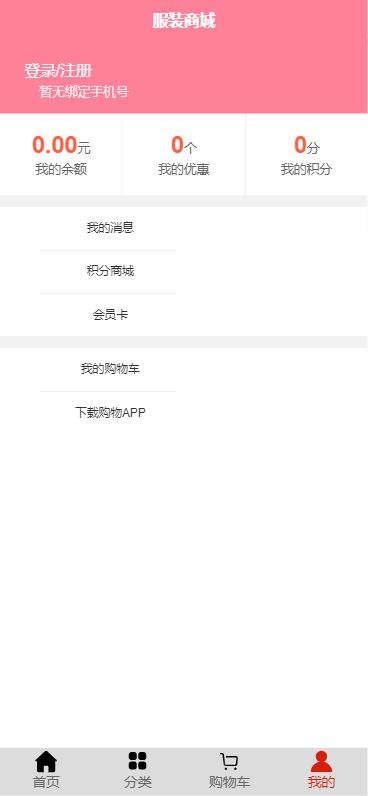 服装商城
登录/注册
暂无绑定手机号
0.00元 0个 0分
我的余额 我的优惠 我的积分
我的消息
积分商城
会员卡
我的购物车
下载购物APP
首页 分类 购物车 我的